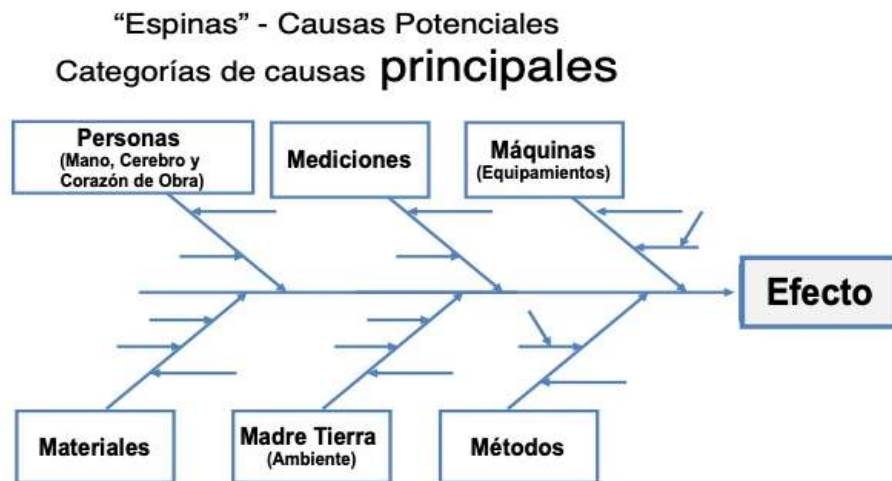 “Espinas” - Causas Potenciales
Categorías de causas principales
Personas
(Mano, Cerebro y
Corazón de Obra)
Mediciones
Máquinas
(Equipamientos)
Efecto
Materiales
Madre Tierra
(Ambiente)
Métodos